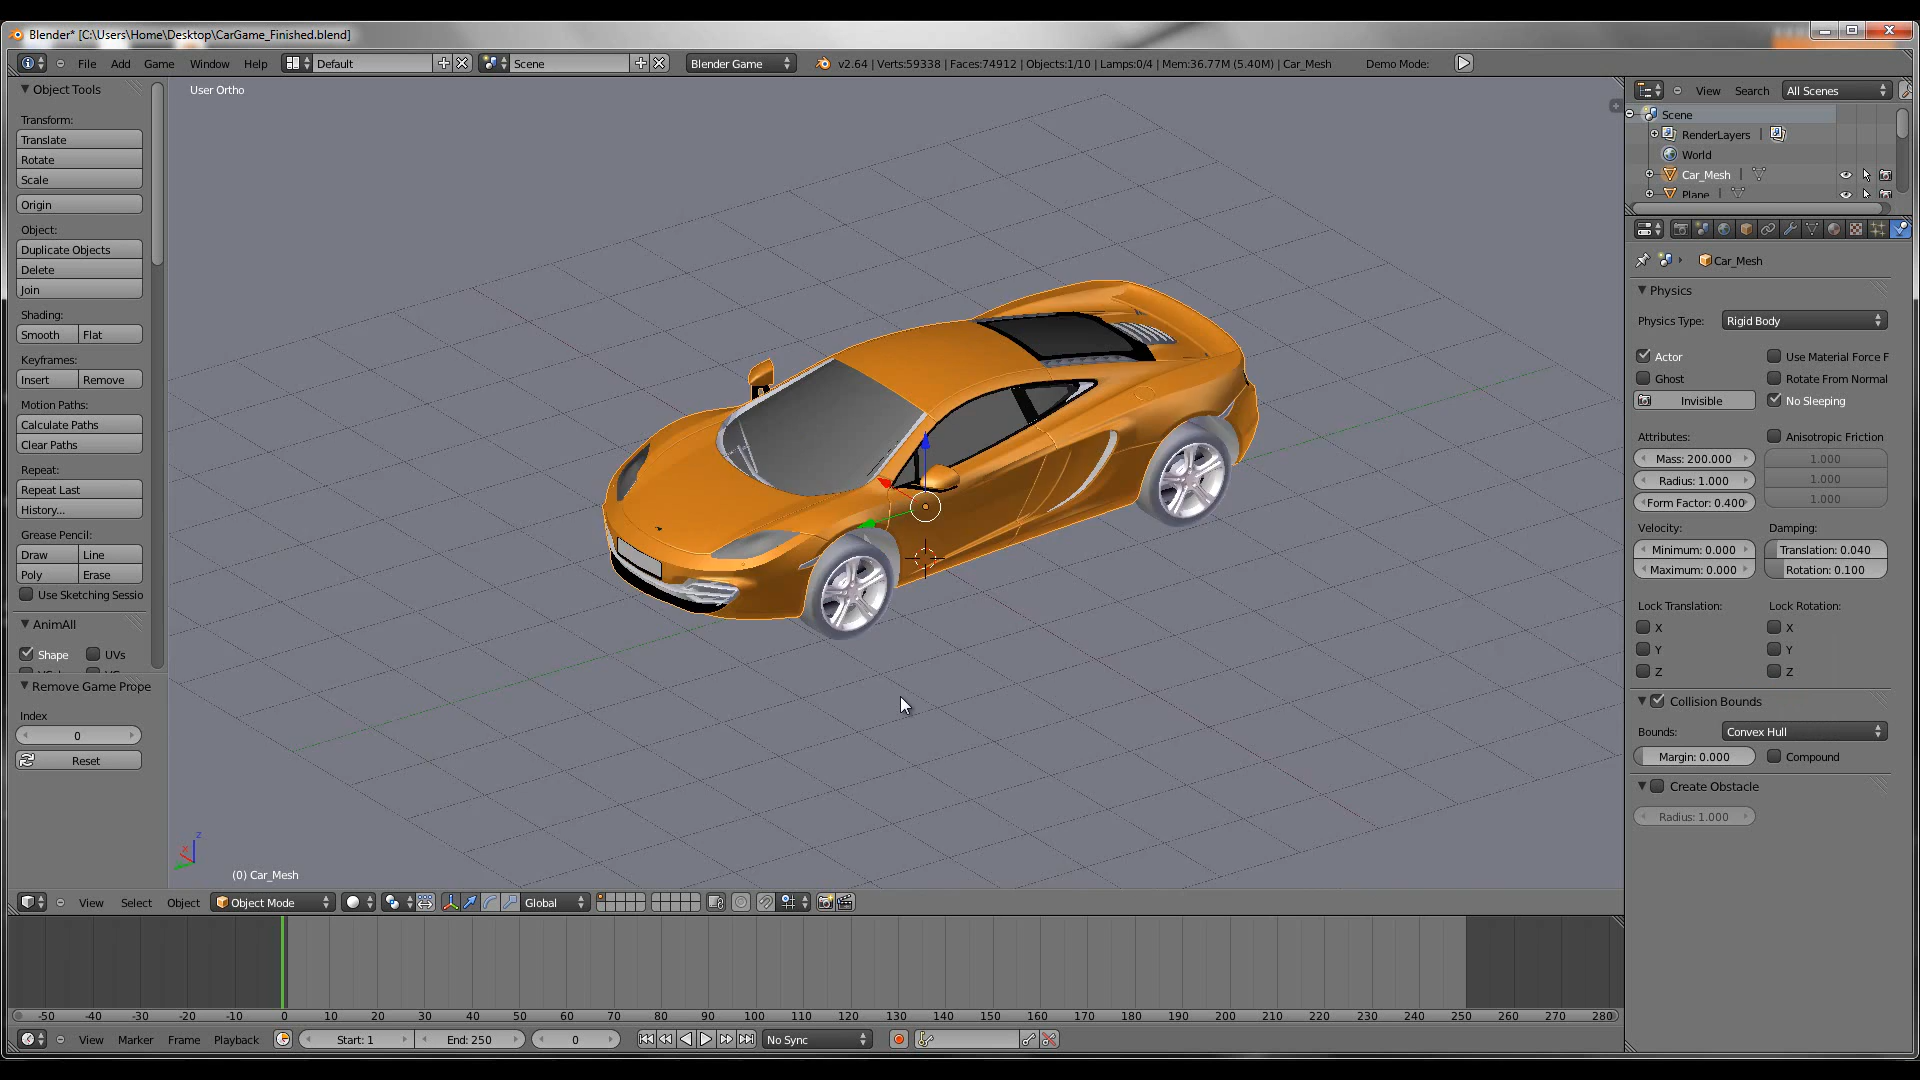 Blender* [C:\Users\Home\Desktop\CarGame_Finished.blend]
File Add Game Window Help Default Scene Blender Game v2.64 | Verts:59338 | Faces:74912 | Objects:1/10 | Lamps:0/4 | Mem:36.77M (5.40M) | Car_Mesh Demo Mode:
Object Tools
Transform:
Translate
Rotate
Scale
Origin
Object:
Duplicate Objects
Delete
Join
Shading:
Smooth Flat
Keyframes:
Insert Remove
Motion Paths:
Calculate Paths
Clear Paths
Repeat:
Repeat Last
History...
Grease Pencil:
Draw Line
Poly Erase
Use Sketching Sessio
AnimAll
Shape UVs
Remove Game Prope
Index
0
Reset
User Ortho
z
x
(0) Car_Mesh
View Select Object Object Mode Global
View Search All Scenes
Scene
RenderLayers |
World
Car_Mesh |
Plane |
Car_Mesh
Physics
Physics Type: Rigid Body
Actor Use Material Force F
Ghost Rotate From Normal
Invisible No Sleeping
Attributes: Anisotropic Friction
Mass: 200.000 1.000
Radius: 1.000 1.000
Form Factor: 0.400 1.000
Velocity: Damping:
Minimum: 0.000 Translation: 0.040
Maximum: 0.000 Rotation: 0.100
Lock Translation: Lock Rotation:
X X
Y Y
Z Z
Collision Bounds
Bounds: Convex Hull
Margin: 0.000 Compound
Create Obstacle
Radius: 1.000
-50 -40 -30 -20 -10 0 10 20 30 40 50 60 70 80 90 100 110 120 130 140 150 160 170 180 190 200 210 220 230 240 250 260 270 280
View Marker Frame Playback Start: 1 End: 250 0 No Sync